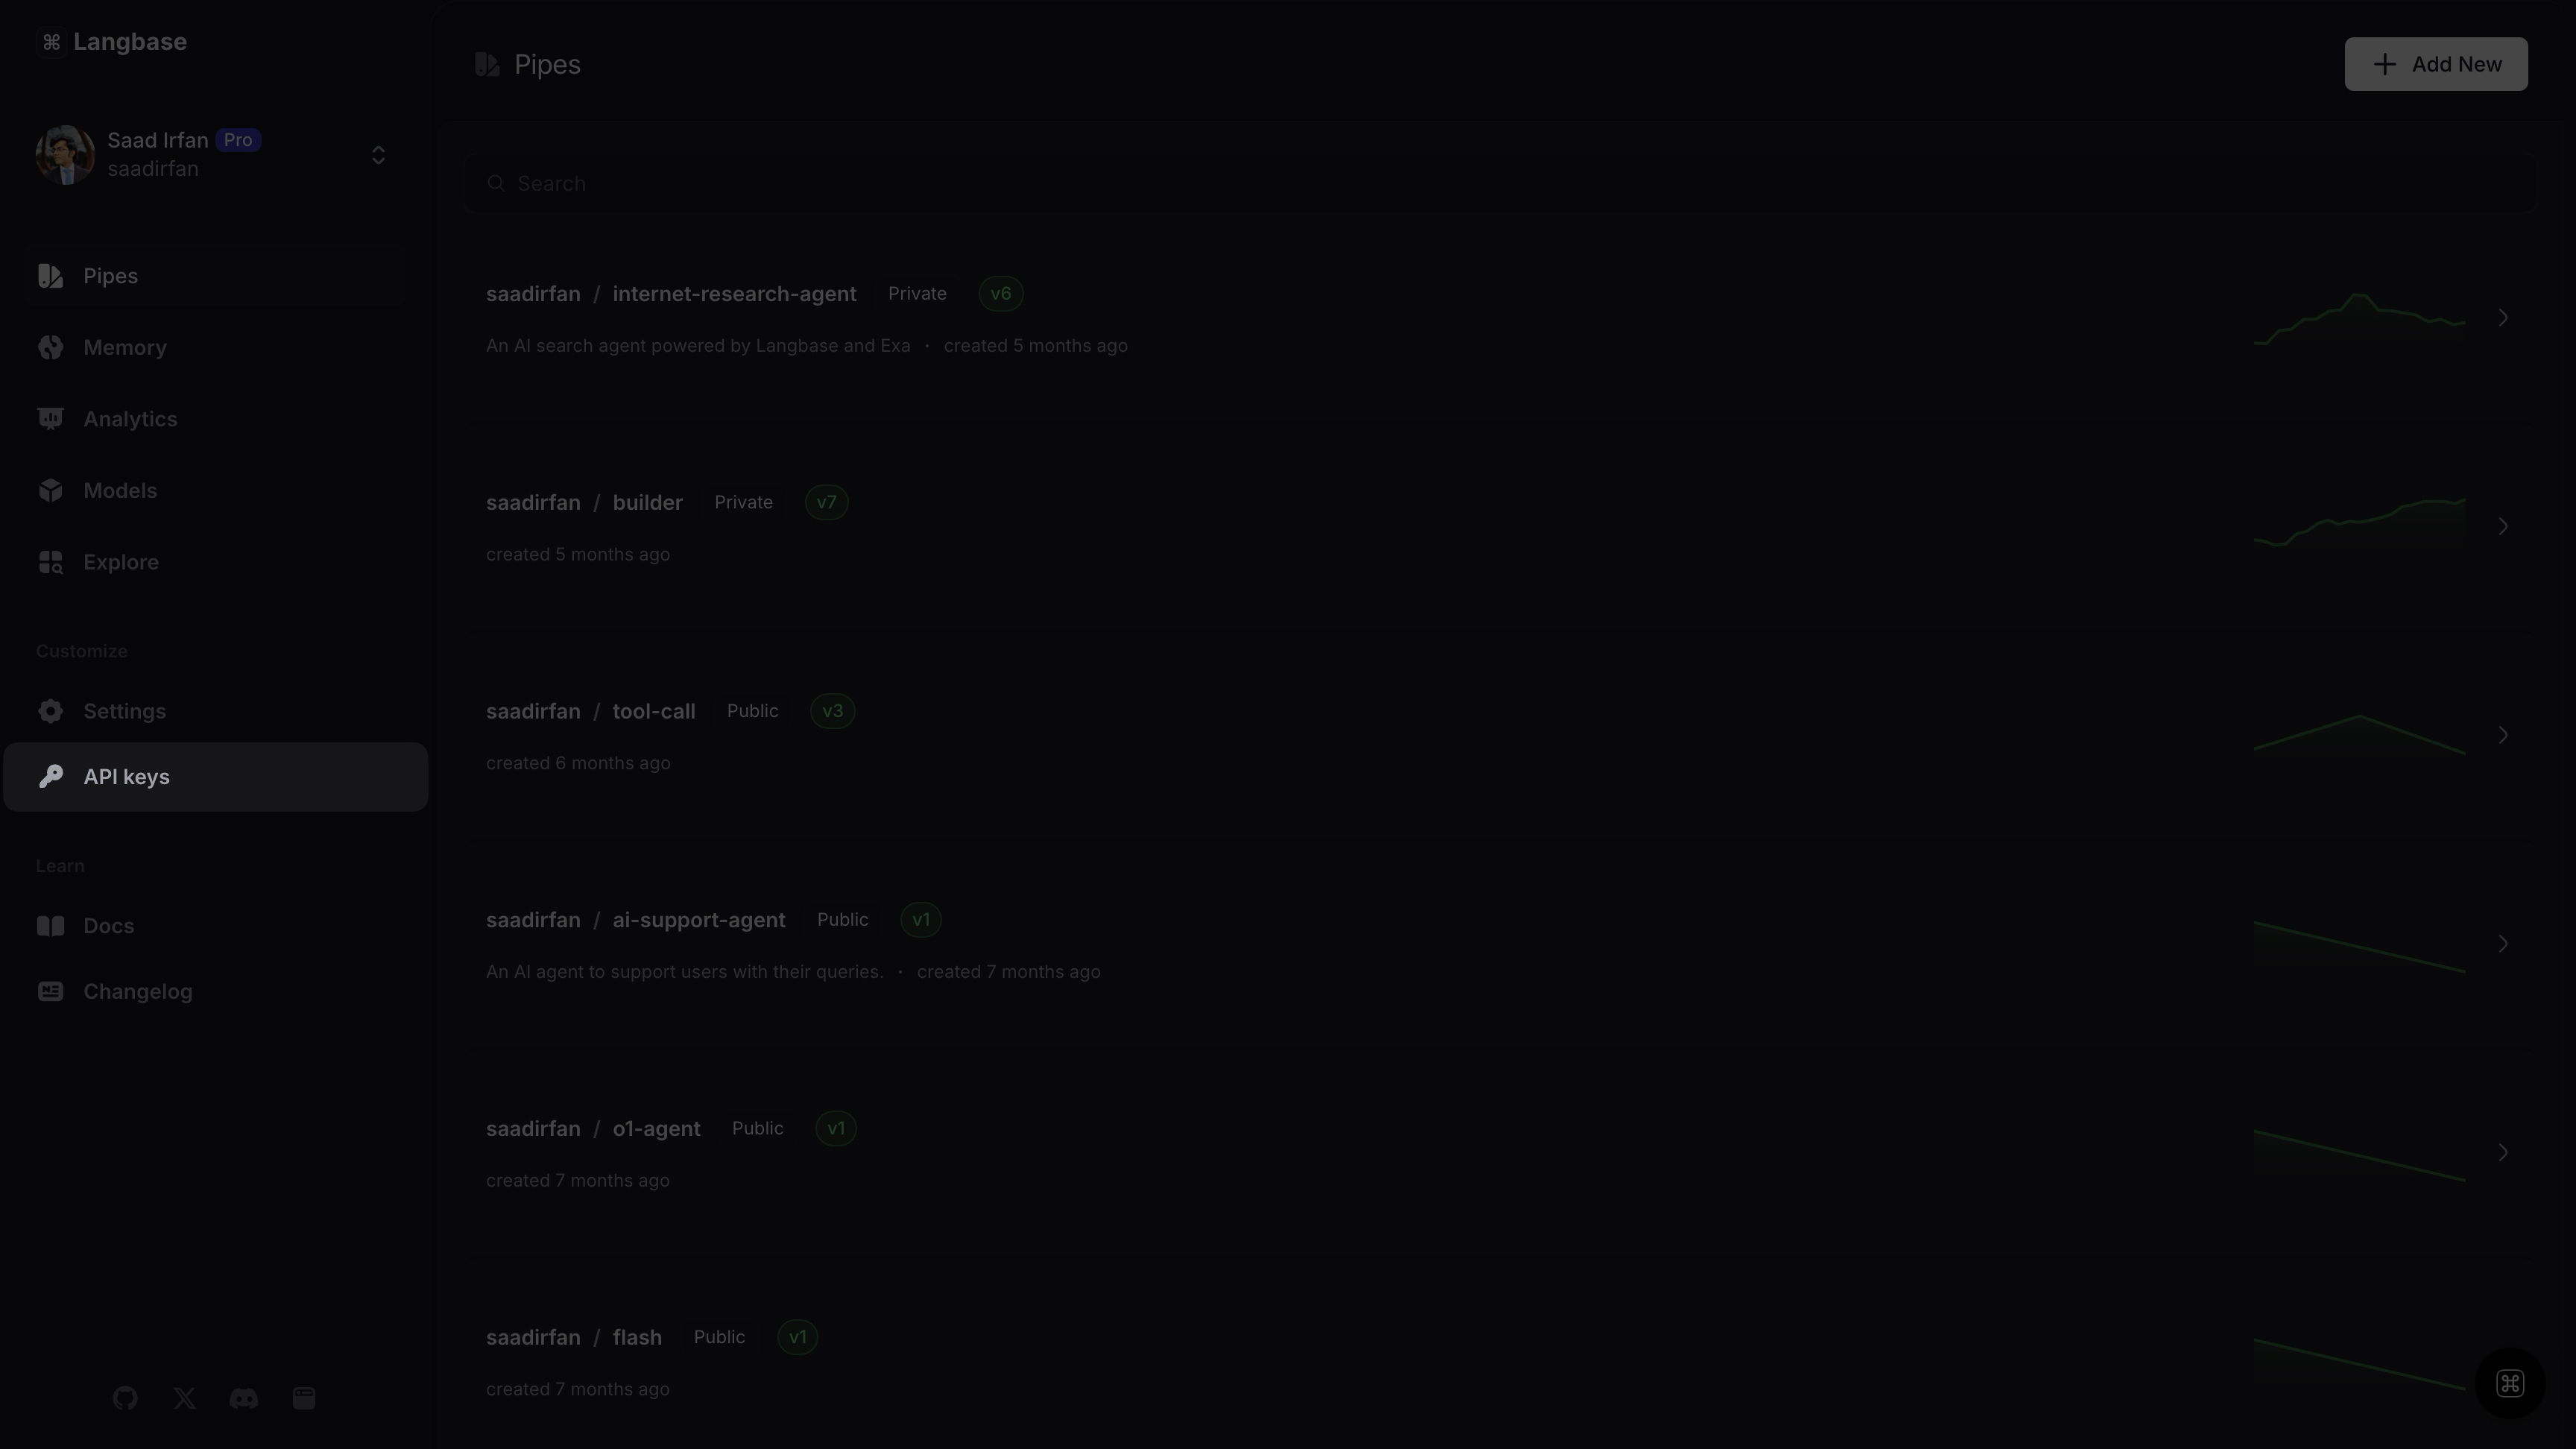 Langbase
Saad Irfan Pro
saadirfan
Pipes
Memory
Analytics
Models
Explore
Customize
Settings
API keys
Learn
Docs
Changelog
Pipes
Add New
Search
saadirfan / internet-research-agent Private v6
An AI search agent powered by Langbase and Exa · created 5 months ago
saadirfan / builder Private v7
created 5 months ago
saadirfan / tool-call Public v3
created 6 months ago
saadirfan / ai-support-agent Public v1
An AI agent to support users with their queries. · created 7 months ago
saadirfan / o1-agent Public v1
created 7 months ago
saadirfan / flash Public v1
created 7 months ago